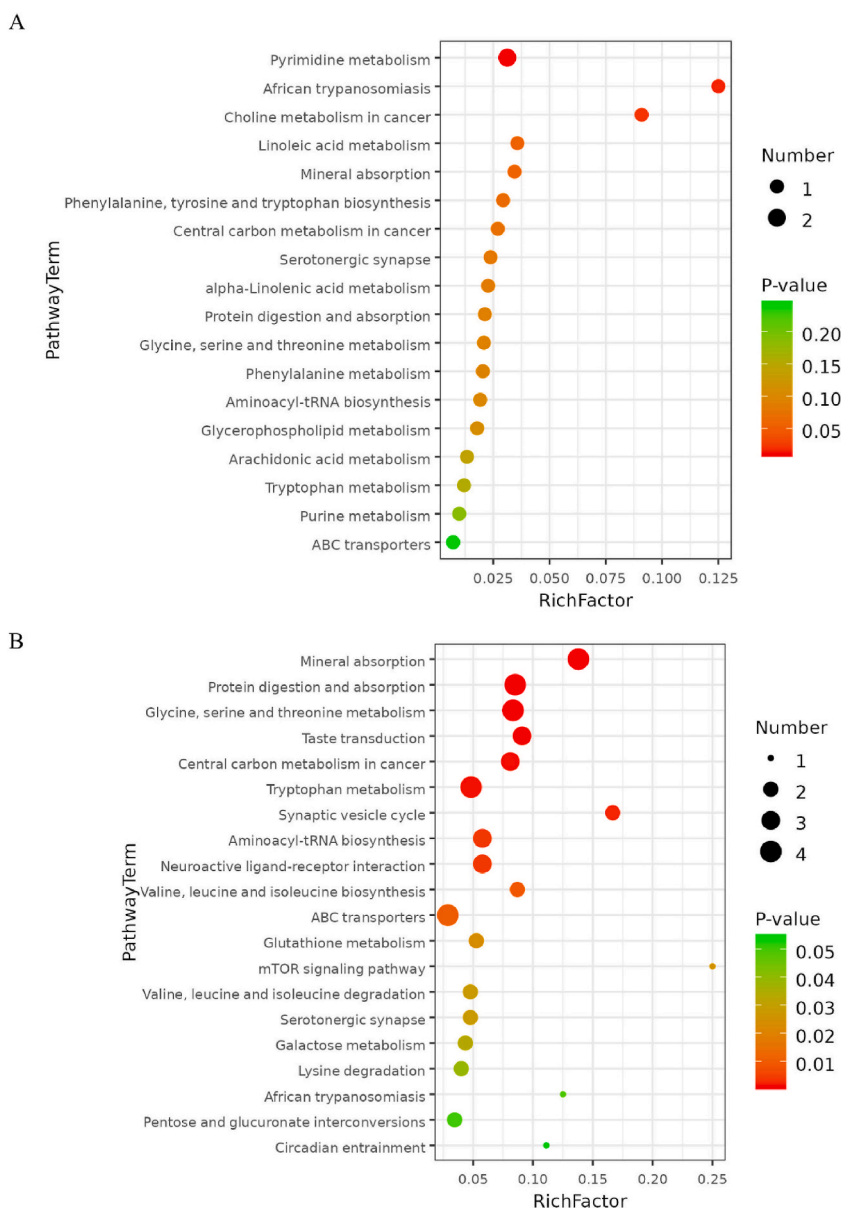 A
Pyrimidine metabolism
African trypanosomiasis
Choline metabolism in cancer
Linoleic acid metabolism
Mineral absorption
Phenylalanine, tyrosine and tryptophan biosynthesis
Central carbon metabolism in cancer
Serotonergic synapse
alpha-Linolenic acid metabolism
Protein digestion and absorption
Glycine, serine and threonine metabolism
Phenylalanine metabolism
Aminoacyl-tRNA biosynthesis
Glycerophospholipid metabolism
Arachidonic acid metabolism
Tryptophan metabolism
Purine metabolism
ABC transporters
PathwayTerm
0.025 0.050 0.075 0.100 0.125
RichFactor
Number
1
2
P-value
0.20
0.15
0.10
0.05
B
Mineral absorption
Protein digestion and absorption
Glycine, serine and threonine metabolism
Taste transduction
Central carbon metabolism in cancer
Tryptophan metabolism
Synaptic vesicle cycle
Aminoacyl-tRNA biosynthesis
Neuroactive ligand-receptor interaction
Valine, leucine and isoleucine biosynthesis
ABC transporters
Glutathione metabolism
mTOR signaling pathway
Valine, leucine and isoleucine degradation
Serotonergic synapse
Galactose metabolism
Lysine degradation
African trypanosomiasis
Pentose and glucuronate interconversions
Circadian entrainment
PathwayTerm
0.05 0.10 0.15 0.20 0.25
RichFactor
Number
1
2
3
4
P-value
0.05
0.04
0.03
0.02
0.01